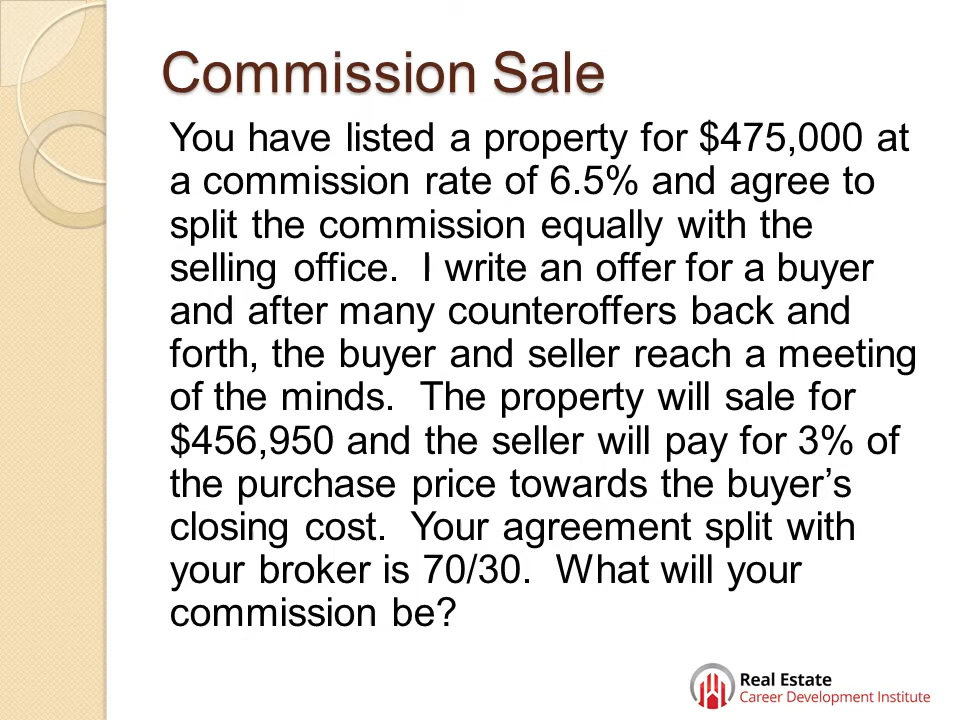 Commission Sale
You have listed a property for $475,000 at
a commission rate of 6.5% and agree to
split the commission equally with the
selling office.  I write an offer for a buyer
and after many counteroffers back and
forth, the buyer and seller reach a meeting
of the minds.  The property will sale for
$456,950 and the seller will pay for 3% of
the purchase price towards the buyer’s
closing cost.  Your agreement split with
your broker is 70/30.  What will your
commission be?
Real Estate
Career Development Institute